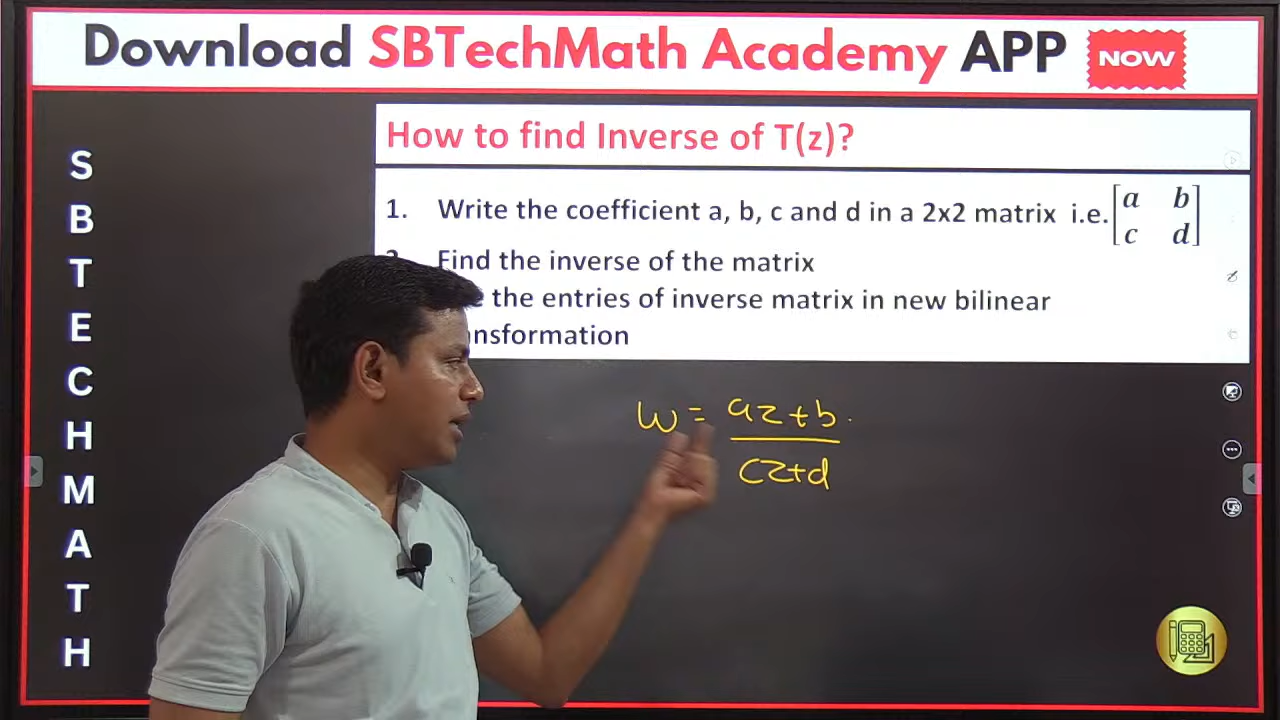 Download SBTechMath Academy APP NOW
S
B
T
E
C
H
M
A
T
H
How to find Inverse of T(z)?
1. Write the coefficient a, b, c and d in a 2x2 matrix i.e. [a b
c d]
Find the inverse of the matrix
the entries of inverse matrix in new bilinear
w = az+b
cz+d